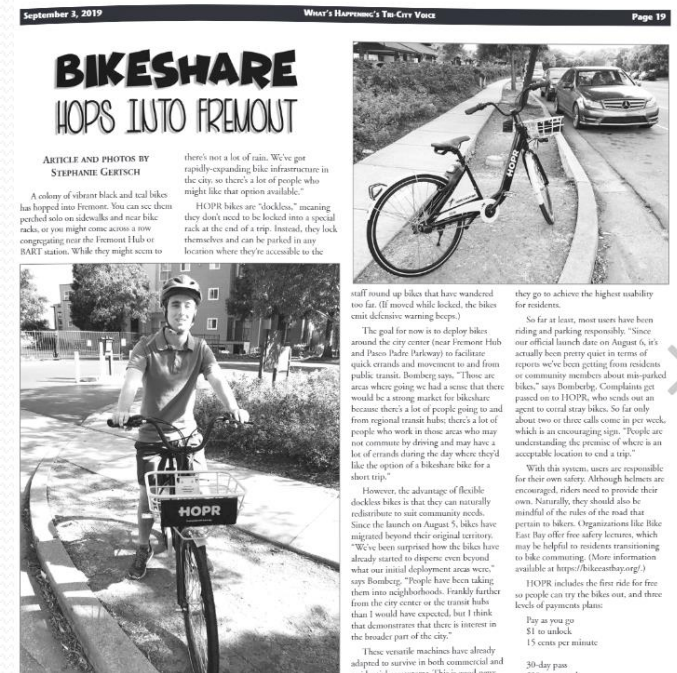 September 3, 2019
WHAT'S HAPPENING'S TRI-CITY VOICE
Page 19
BIKESHARE
HOPS INTO FREMONT
ARTICLE AND PHOTOS BY
STEPHANIE GERTSCH
A colony of vibrant black and teal bikes
has hopped into Fremont. You can see them
perched solo on sidewalks and near bike
racks, or you might come across a row
congregating near the Fremont Hub or
BART station. While they might seem to
there's not a lot of rain. We've got
rapidly-expanding bike infrastructure in
the city, so there's a lot of people who
might like that option available."
HOPR bikes are "dockless," meaning
they don't need to be locked into a special
rack at the end of a trip. Instead, they lock
themselves and can be parked in any
location where they're accessible to the
HOPR
HOPR
staff round up bikes that have wandered
too far. (If moved while locked, the bikes
emit defensive warning beeps.)
The goal for now is to deploy bikes
around the city center (near Fremont Hub
and Paseo Padre Parkway) to facilitate
quick errands and movement to and from
public transit. Bomberg says, "Those are
areas where going we had a sense that there
would be a strong market for bikeshare
because there's a lot of people going to and
from regional transit hubs; there's a lot of
people who work in those areas who may
not commute by driving and may have a
lot of errands during the day where they'd
like the option of a bikeshare bike for a
short trip."
However, the advantage of flexible
dockless bikes is that they can naturally
redistribute to suit community needs.
Since the launch on August 5, bikes have
migrated beyond their original territory.
"We've been surprised how the bikes have
already started to disperse even beyond
what our initial deployment areas were,"
says Bomberg. "People have been taking
them into neighborhoods. Frankly further
from the city center or the transit hubs
than I would have expected, but I think
that demonstrates that there is interest in
the broader part of the city."
These versatile machines have already
adapted to survive in both commercial and
they go to achieve the highest usability
for residents.
So far at least, most users have been
riding and parking responsibly. "Since
our official launch date on August 6, it's
actually been pretty quiet in terms of
reports we've been getting from residents
or community members about mis-parked
bikes," says Bomberbg. Complaints get
passed on to HOPR, who sends out an
agent to corral stray bikes. So far only
about two or three calls come in per week,
which is an encouraging sign. "People are
understanding the premise of where is an
acceptable location to end a trip."
With this system, users are responsible
for their own safety. Although helmets are
encouraged, riders need to provide their
own. Naturally, they should also be
mindful of the rules of the road that
pertain to bikers. Organizations like Bike
East Bay offer free safety lectures, which
may be helpful to residents transitioning
to bike commuting. (More information
available at https://bikeeastbay.org/.)
HOPR includes the first ride for free
so people can try the bikes out, and three
levels of payments plans:
Pay as you go
$1 to unlock
15 cents per minute
30-day pass